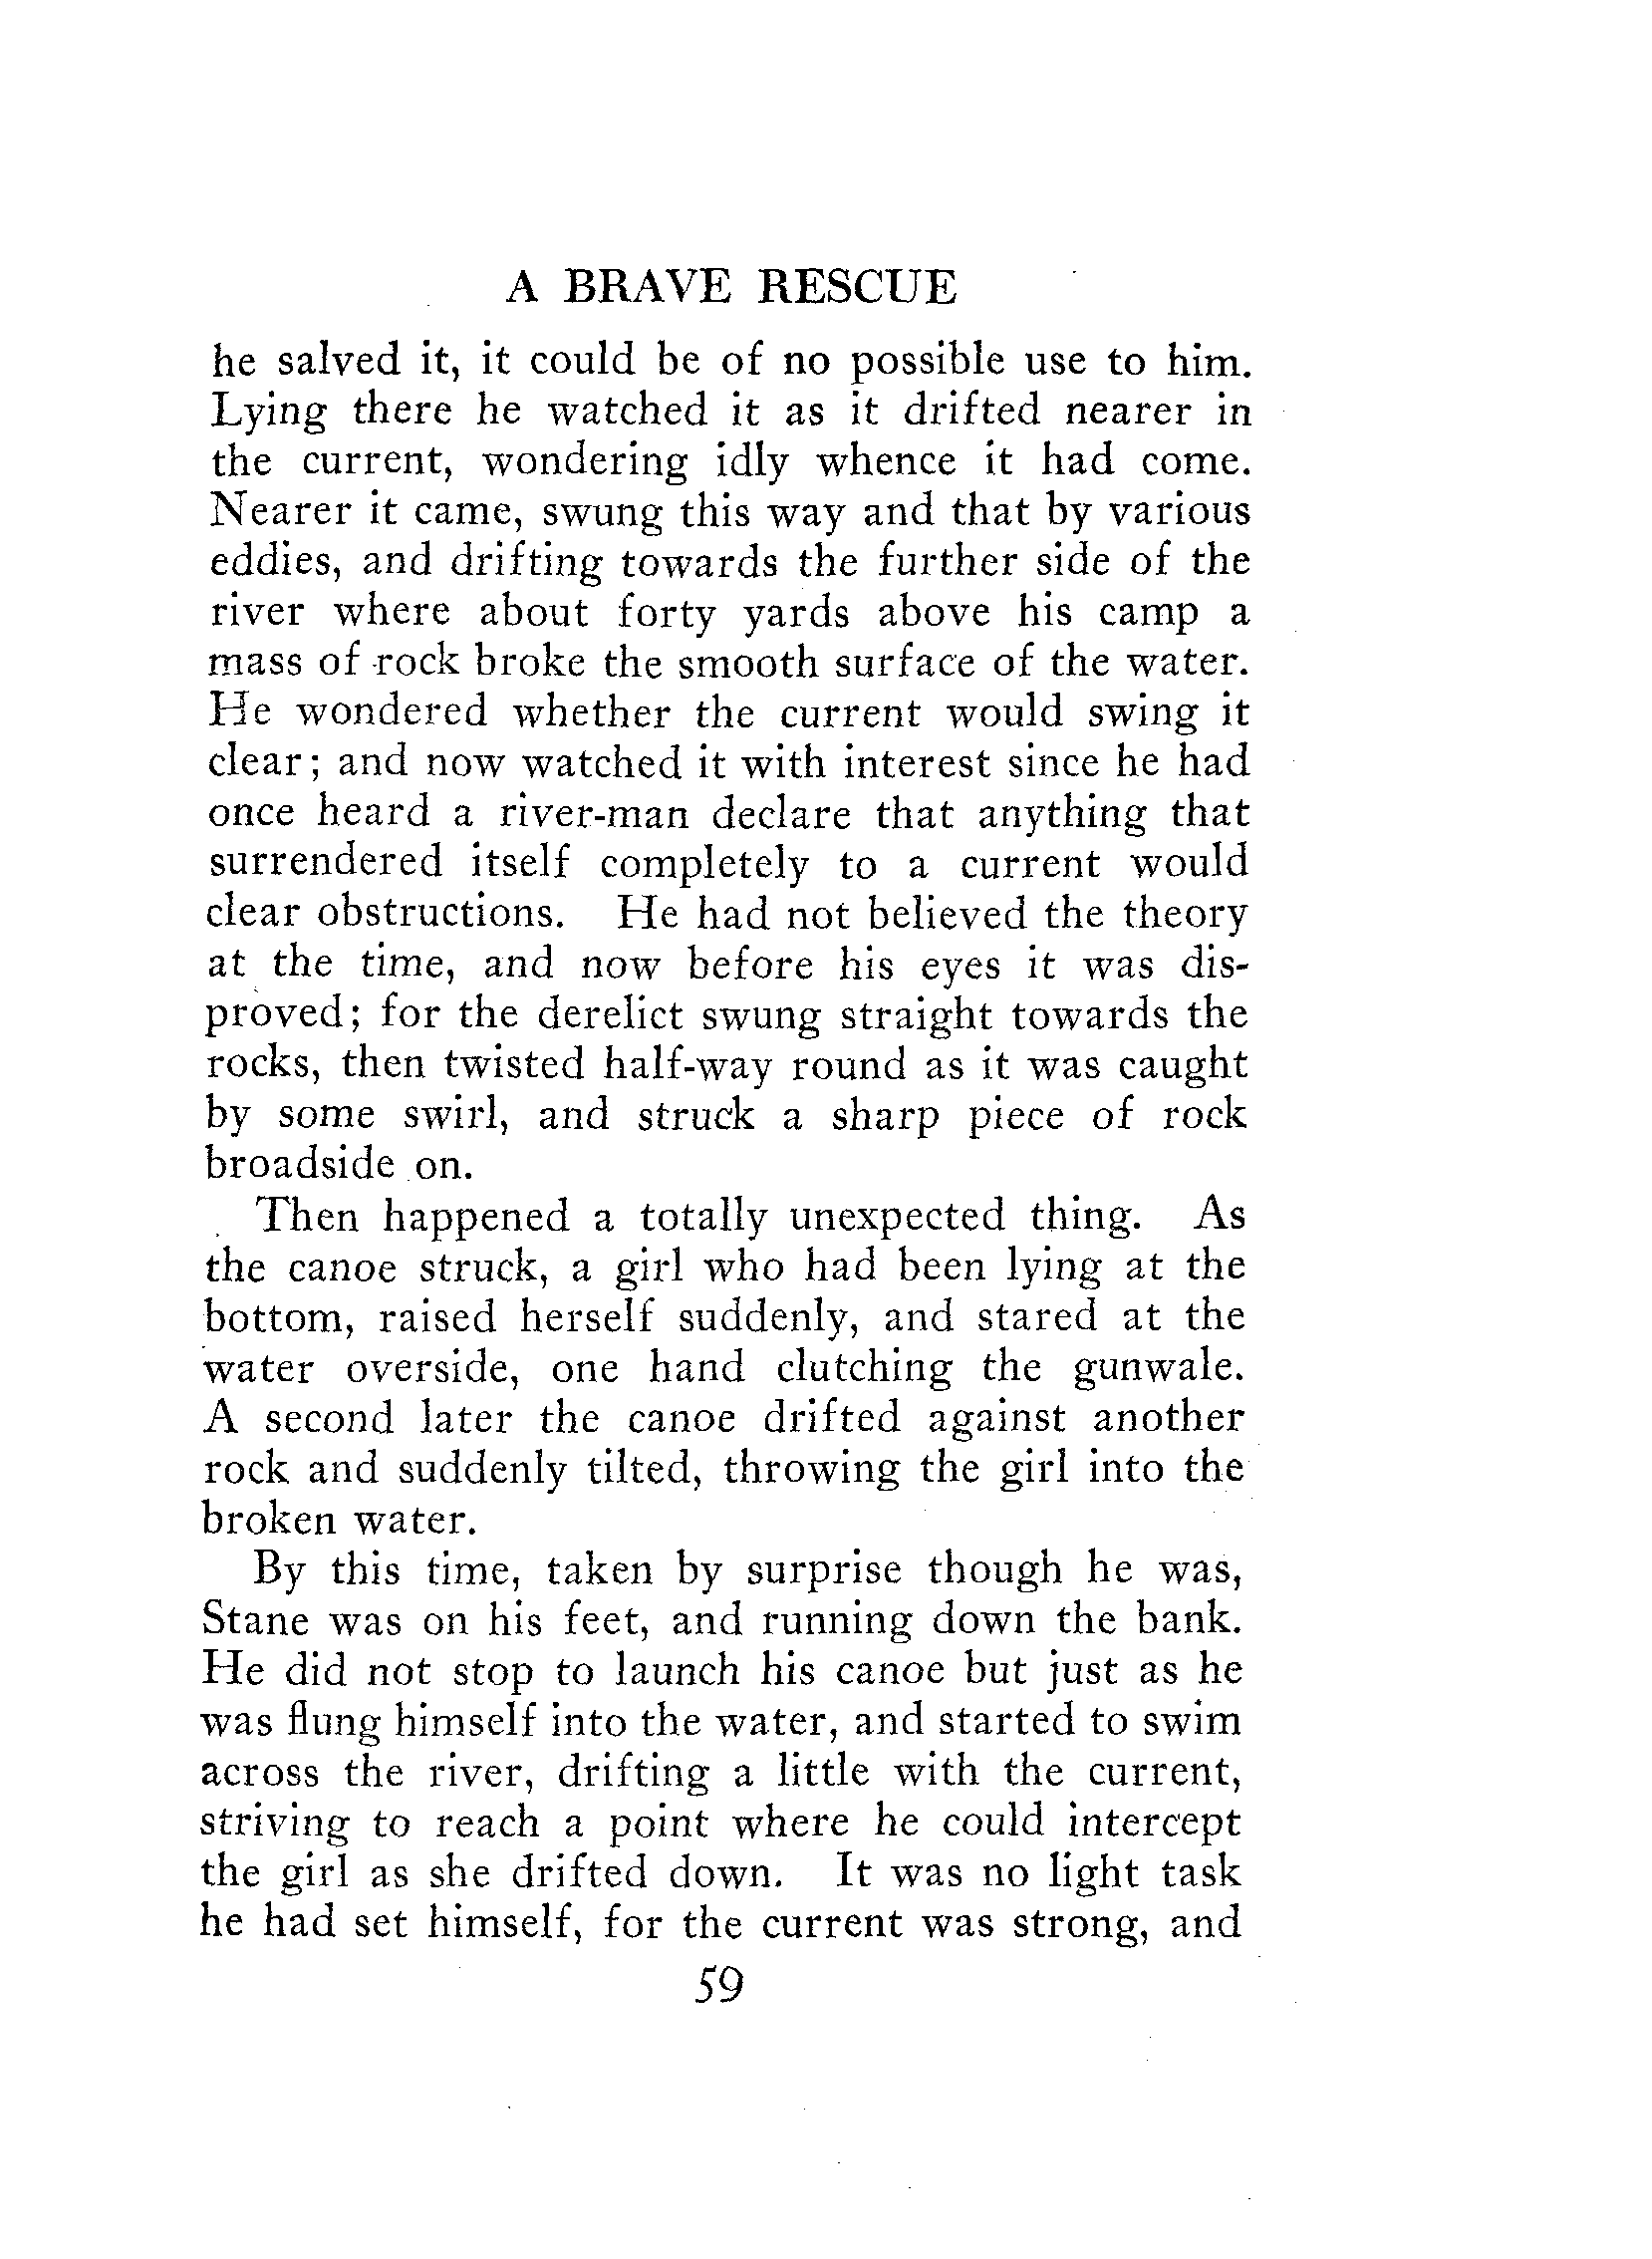 A BRAVE RESCUE
he salved it, it could be of no possible use to him.
Lying there he watched it as it drifted nearer in
the current, wondering idly whence it had come.
Nearer it came, swung this way and that by various
eddies, and drifting towards the further side of the
river where about forty yards above his camp a
mass of rock broke the smooth surface of the water.
He wondered whether the current would swing it
clear; and now watched it with interest since he had
once heard a river-man declare that anything that
surrendered itself completely to a current would
clear obstructions. He had not believed the theory
at the time, and now before his eyes it was dis-
proved; for the derelict swung straight towards the
rocks, then twisted half-way round as it was caught
by some swirl, and struck a sharp piece of rock
broadside on.
Then happened a totally unexpected thing. As
the canoe struck, a girl who had been lying at the
bottom, raised herself suddenly, and stared at the
water overside, one hand clutching the gunwale.
A second later the canoe drifted against another
rock and suddenly tilted, throwing the girl into the
broken water.
By this time, taken by surprise though he was,
Stane was on his feet, and running down the bank.
He did not stop to launch his canoe but just as he
was flung himself into the water, and started to swim
across the river, drifting a little with the current,
striving to reach a point where he could intercept
the girl as she drifted down. It was no light task
he had set himself, for the current was strong, and
59